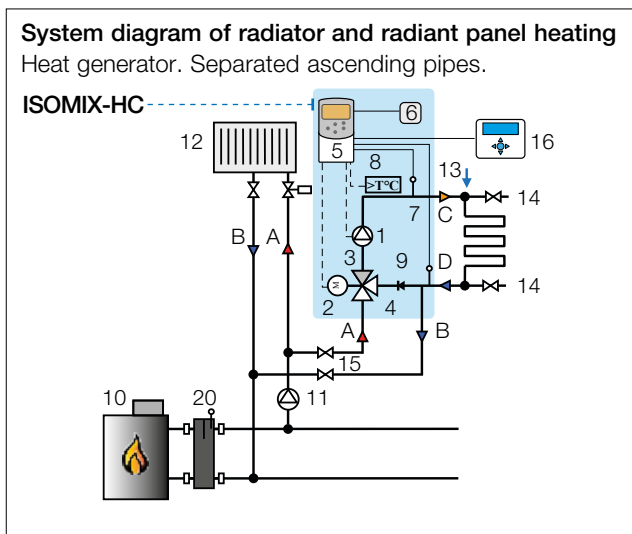 System diagram of radiator and radiant panel heating
Heat generator. Separated ascending pipes.
ISOMIX-HC
6
12
5
16
8
13
>T°C
14
7
C
B
A
1
3
9
D
M
2
4
14
A
B
15
10
20
11